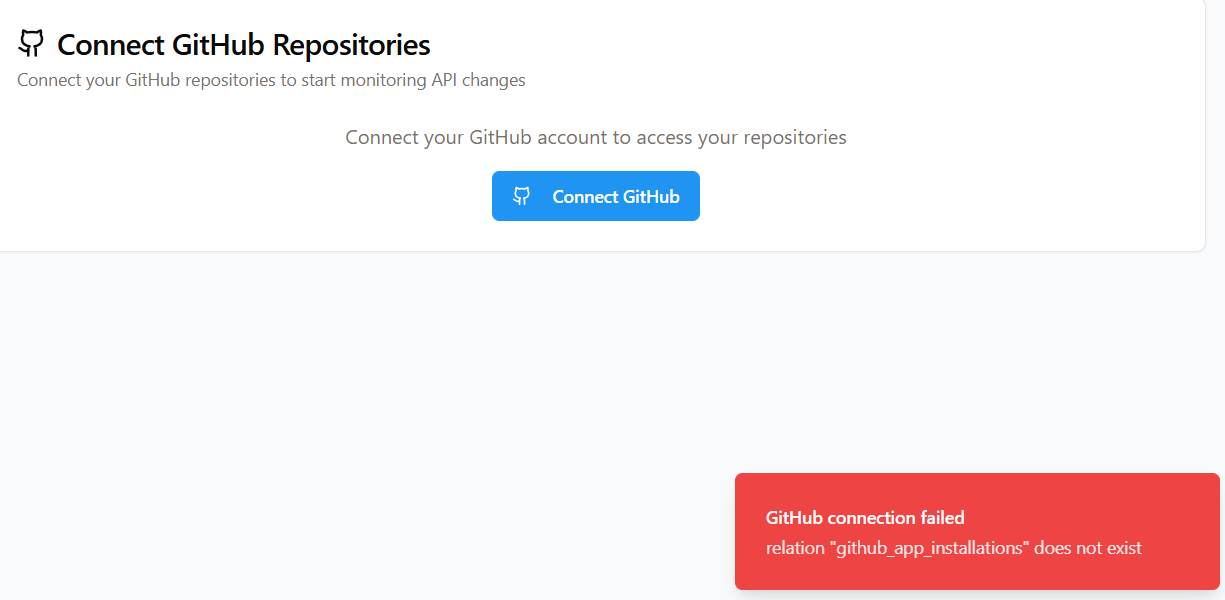 Connect GitHub Repositories
Connect your GitHub repositories to start monitoring API changes
Connect your GitHub account to access your repositories
Connect GitHub
GitHub connection failed
relation "github_app_installations" does not exist